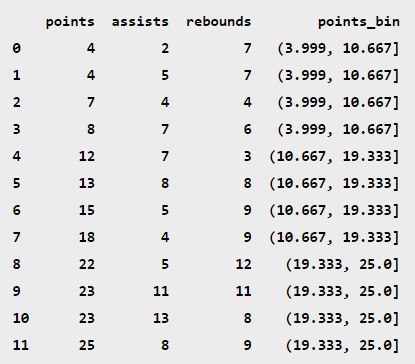 points assists rebounds points_bin
0 4 2 7 (3.999, 10.667]
1 4 5 7 (3.999, 10.667]
2 7 4 4 (3.999, 10.667]
3 8 7 6 (3.999, 10.667]
4 12 7 3 (10.667, 19.333]
5 13 8 8 (10.667, 19.333]
6 15 5 9 (10.667, 19.333]
7 18 4 9 (10.667, 19.333]
8 22 5 12 (19.333, 25.0]
9 23 11 11 (19.333, 25.0]
10 23 13 8 (19.333, 25.0]
11 25 8 9 (19.333, 25.0]